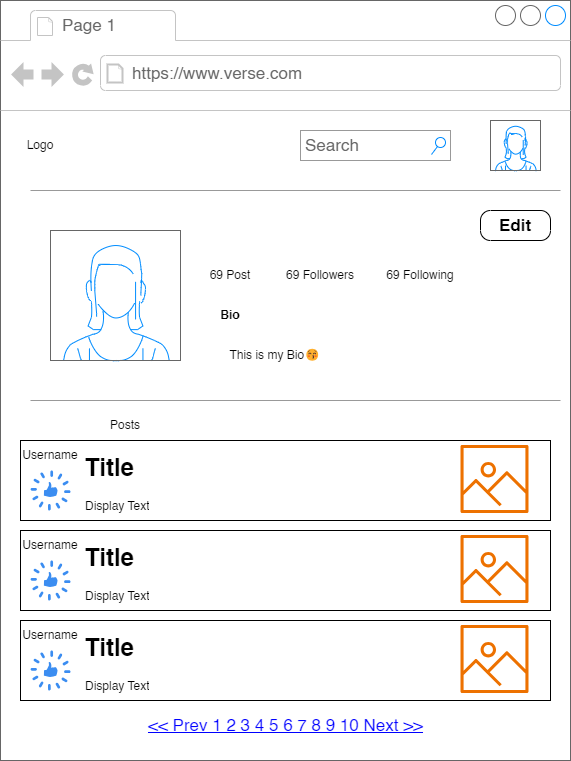 Page 1
https://www.verse.com
Logo
Search
Edit
69 Post 69 Followers 69 Following
Bio
This is my Bio😚
Posts
Username
Title
Display Text
Username
Title
Display Text
Username
Title
Display Text
<< Prev 1 2 3 4 5 6 7 8 9 10 Next >>